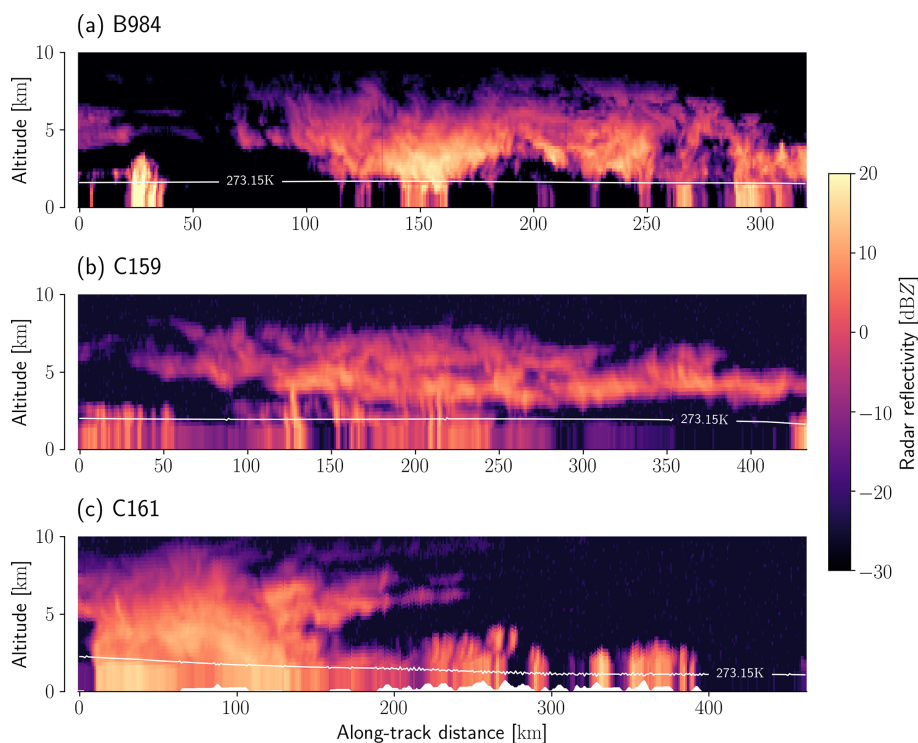 (a) B984
10
5
0
Altitude [km]
273.15K
0 50 100 150 200 250 300
(b) C159
10
5
0
Altitude [km]
273.15K
0 50 100 150 200 250 300 350 400
(c) C161
10
5
0
Altitude [km]
273.15K
0 100 200 300 400
Along-track distance [km]
20
10
0
−10
−20
−30
Radar reflectivity [dBZ]